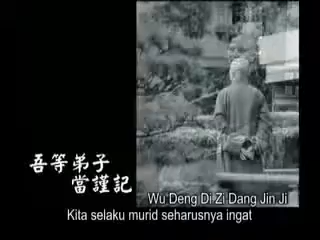 吾等弟子
當謹記
Wu Deng Di Zi Dang Jin Ji
Kita selaku murid seharusnya ingat